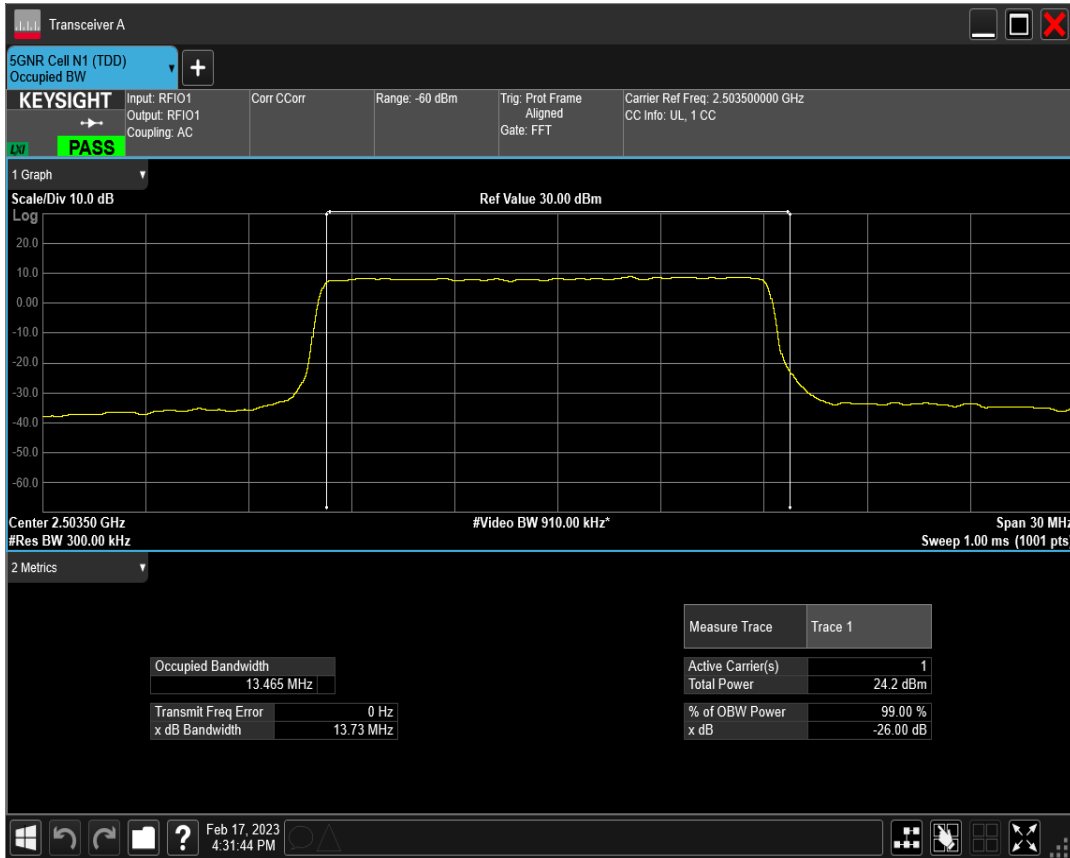 Transceiver A
5GNR Cell N1 (TDD)
Occupied BW
+
KEYSIGHT
LXI
PASS
Input: RFIO1
Output: RFIO1
Coupling: AC
Corr CCorr
Range: -60 dBm
Trig: Prot Frame
Aligned
Gate: FFT
Carrier Ref Freq: 2.503500000 GHz
CC Info: UL, 1 CC
1 Graph
Scale/Div 10.0 dB
Ref Value 30.00 dBm
Log
20.0
10.0
0.00
-10.0
-20.0
-30.0
-40.0
-50.0
-60.0
Center 2.50350 GHz
#Video BW 910.00 kHz*
Span 30 MHz
#Res BW 300.00 kHz
Sweep 1.00 ms (1001 pts)
2 Metrics
Measure Trace Trace 1
Occupied Bandwidth
13.465 MHz
Active Carrier(s) 1
Total Power 24.2 dBm
Transmit Freq Error 0 Hz
x dB Bandwidth 13.73 MHz
% of OBW Power 99.00 %
x dB -26.00 dB
?
Feb 17, 2023
4:31:44 PM